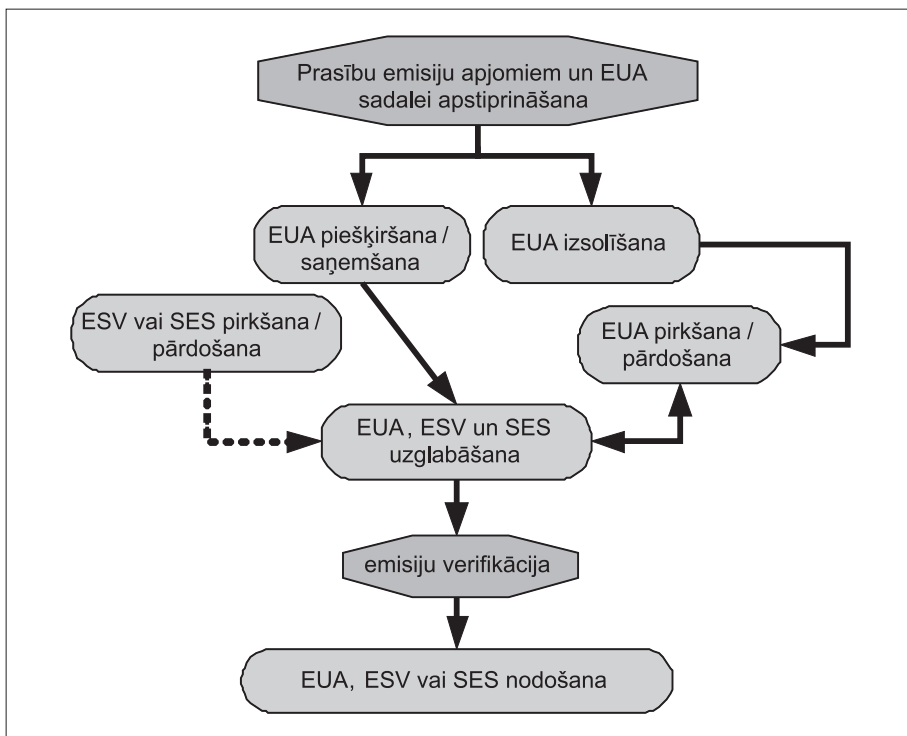 Prasību emisiju apjomiem un EUA
sadalei apstiprināšana
EUA piešķiršana /
saņemšana
EUA izsolīšana
ESV vai SES pirkšana /
pārdošana
EUA pirkšana /
pārdošana
EUA, ESV un SES
uzglabāšana
emisiju verifikācija
EUA, ESV vai SES nodošana